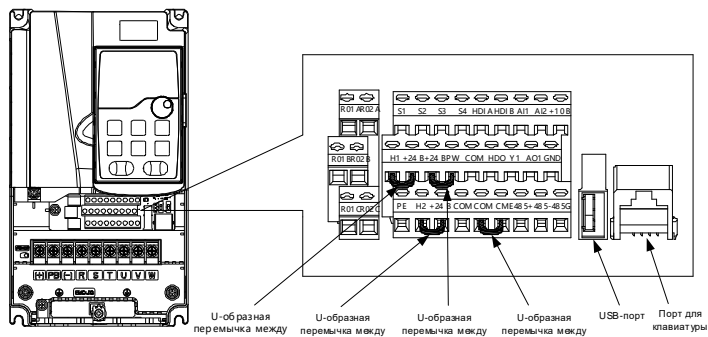 R01 A R02 A
S1 S2 S3 S4 HDI A HDI B AI1 AI2 +10 В
R01 B R02 B
H1 +24 В +24 В PW COM HDO Y1 AO1 GND
R01 C R02 C
PE H2 +24 В COM COM CME 485+ 485- 485G
(+) PB (-) R S T U V W
U-образная перемычка между
U-образная перемычка между
U-образная перемычка между
U-образная перемычка между
USB-порт
Порт для клавиатуры